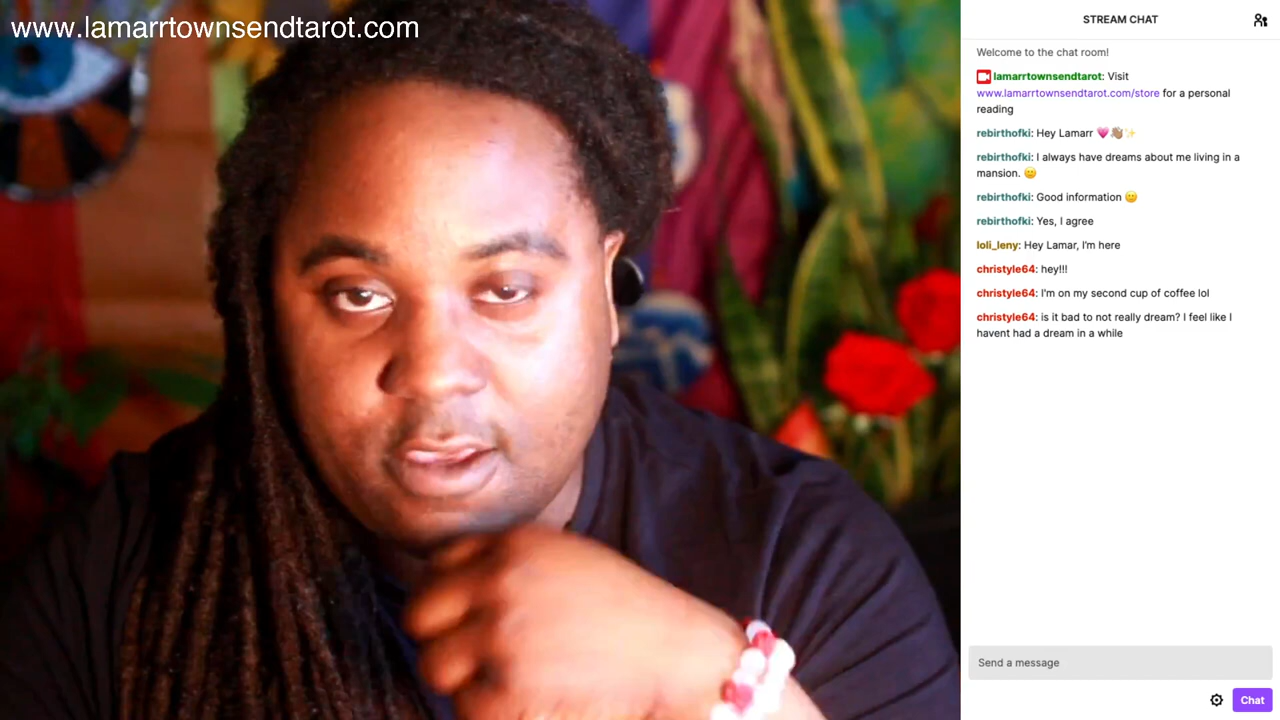 www.lamarrtownsendtarot.com
STREAM CHAT
Welcome to the chat room!
lamarrtownsendtarot: Visit
www.lamarrtownsendtarot.com/store for a personal
reading
rebirthofki: Hey Lamarr 💗👋🏽✨
rebirthofki: I always have dreams about me living in a
mansion. 🙂
rebirthofki: Good information 🙂
rebirthofki: Yes, I agree
loli_leny: Hey Lamar, I'm here
christyle64: hey!!!
christyle64: I'm on my second cup of coffee lol
christyle64: is it bad to not really dream? I feel like I
havent had a dream in a while
Send a message
Chat